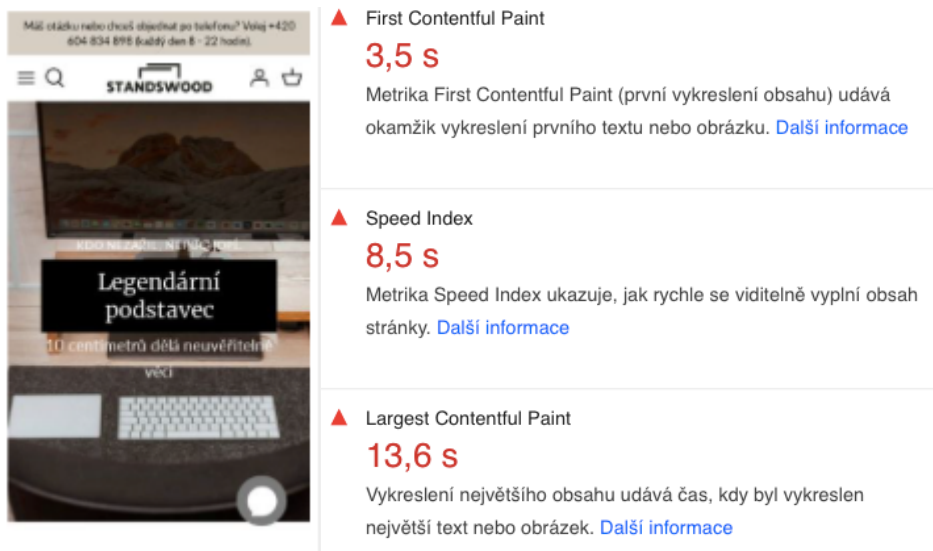 Máš otázku nebo chceš objednat po telefonu? Volej +420
604 834 898 (každý den 8 - 22 hodin).
STANDSWOOD
KDO NEZAŽIL, NEPOCHOPÍ.
Legendární
podstavec
10 centimetrů dělá neuvěřitelné
věci
First Contentful Paint
3,5 s
Metrika First Contentful Paint (první vykreslení obsahu) udává
okamžik vykreslení prvního textu nebo obrázku. Další informace
Speed Index
8,5 s
Metrika Speed Index ukazuje, jak rychle se viditelně vyplní obsah
stránky. Další informace
Largest Contentful Paint
13,6 s
Vykreslení největšího obsahu udává čas, kdy byl vykreslen
největší text nebo obrázek. Další informace